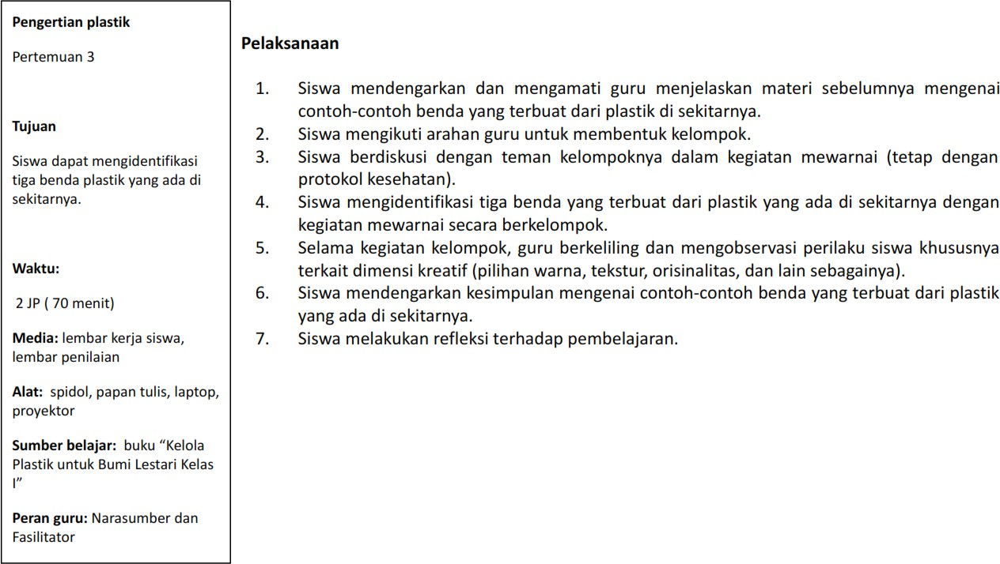 Pengertian plastik
Pertemuan 3
Tujuan
Siswa dapat mengidentifikasi
tiga benda plastik yang ada di
sekitarnya.
Waktu:
2 JP ( 70 menit)
Media: lembar kerja siswa,
lembar penilaian
Alat: spidol, papan tulis, laptop,
proyektor
Sumber belajar: buku “Kelola
Plastik untuk Bumi Lestari Kelas
I”
Peran guru: Narasumber dan
Fasilitator
Pelaksanaan
1. Siswa mendengarkan dan mengamati guru menjelaskan materi sebelumnya mengenai
contoh-contoh benda yang terbuat dari plastik di sekitarnya.
2. Siswa mengikuti arahan guru untuk membentuk kelompok.
3. Siswa berdiskusi dengan teman kelompoknya dalam kegiatan mewarnai (tetap dengan
protokol kesehatan).
4. Siswa mengidentifikasi tiga benda yang terbuat dari plastik yang ada di sekitarnya dengan
kegiatan mewarnai secara berkelompok.
5. Selama kegiatan kelompok, guru berkeliling dan mengobservasi perilaku siswa khususnya
terkait dimensi kreatif (pilihan warna, tekstur, orisinalitas, dan lain sebagainya).
6. Siswa mendengarkan kesimpulan mengenai contoh-contoh benda yang terbuat dari plastik
yang ada di sekitarnya.
7. Siswa melakukan refleksi terhadap pembelajaran.